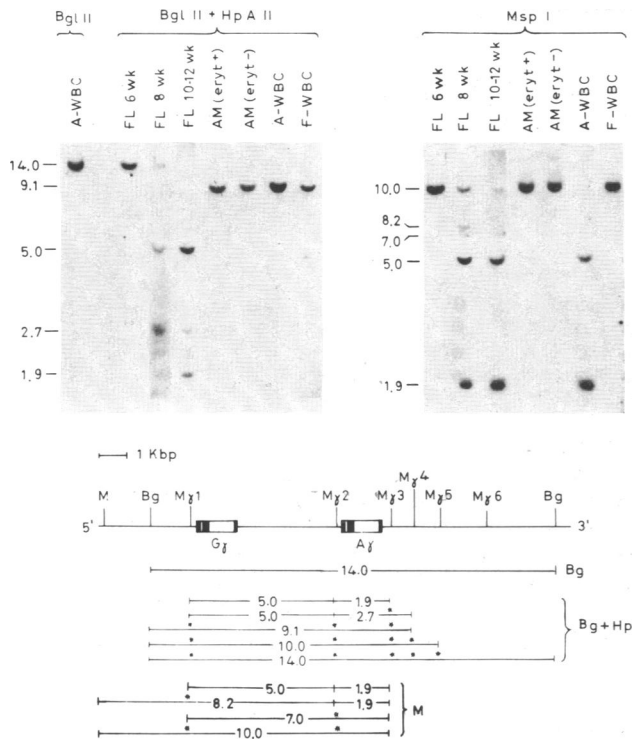 Bgl II
Bgl II + Hp A II
Msp I
A-WBC
FL 6 wk
FL 8 wk
FL 10-12 wk
AM (eryt+)
AM (eryt−)
A-WBC
F-WBC
FL 6 wk
FL 8 wk
FL 10-12 wk
AM (eryt+)
AM (eryt−)
A-WBC
F-WBC
14.0
9.1
5.0
2.7
1.9
10.0
8.2
7.0
5.0
1.9
1 Kbp
M Bg Mγ1 Mγ2 Mγ3 Mγ4 Mγ5 Mγ6 Bg
5' 3'
Gγ Aγ
14.0 Bg
5.0 1.9
5.0 2.7
9.1
10.0
14.0
Bg+Hp
5.0 1.9
8.2 1.9
7.0
10.0
M